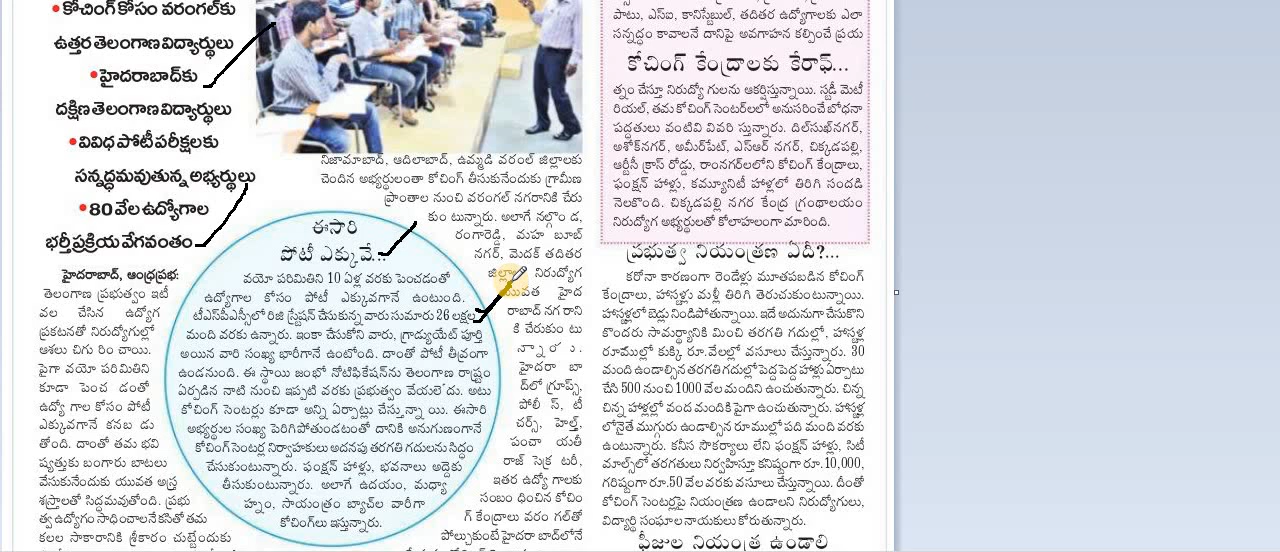 •కోచింగ్ కోసం వరంగల్‌కు
ఉత్తర తెలంగాణ విద్యార్థులు
•హైదరాబాద్‌కు
దక్షిణ తెలంగాణ విద్యార్థులు
•వివిధ పోటీ పరీక్షలకు
సన్నద్ధమవుతున్న అభ్యర్థులు
•80 వేల ఉద్యోగాల
భర్తీ ప్రక్రియ వేగవంతం
హైదరాబాద్, ఆంధ్రప్రభ:
తెలంగాణ ప్రభుత్వం ఇటీ
వల చేసిన ఉద్యోగ
ప్రకటనతో నిరుద్యోగుల్లో
ఆశలు చిగు రిం చాయి.
పైగా వయో పరిమితిని
కూడా పెంచ డంతో
ఉద్యో గాల కోసం పోటీ
ఎక్కువగానే కనబ డు
తోంది. దాంతో తమ భవి
ష్యత్తుకు బంగారు బాటలు
వేసుకునేందుకు యువత అస్త్ర
శస్త్రాలతో సిద్ధమవుతోంది. ప్రభు
త్వ ఉద్యోగం సాధించాలనే కసితో తమ
కలల సాకారానికి శ్రీకారం చుట్టేందుకు
నిజామాబాద్, ఆదిలాబాద్, ఉమ్మడి వరంల్ జిల్లాలకు
చెందిన అభ్యర్థులంతా కోచింగ్ తీసుకునేందుకు గ్రామీణ
ప్రాంతాల నుంచి వరంగల్ నగరానికి చేరు
కుం టున్నారు. అలాగే నల్గొం డ,
రంగారెడ్డి, మహ బూబ్
నగర్, మెదక్ తదితర
జిల్లాల నిరుద్యోగ
యువత హైద
రాబాద్ నగ రాని
కి చేరుకుం టు
న్నా ర
హైదరా బా
ద్‌లో గ్రూప్స్,
పోలీ స్, టీ
చర్స్, హెల్త్,
పంచా యతీ
రాజ్ సెక్ర టరీ,
ఇతర ఉద్యో గాలకు
సంబం ధించిన కోచిం
గ్ కేంద్రాలు వరం గల్‌తో
పోల్చుకుంటే హైదరా బాద్‌లోనే
ఈసారి
పోటీ ఎక్కువే...
వయో పరిమితిని 10 ఏళ్ల వరకు పెంచడంతో
ఉద్యోగాల కోసం పోటీ ఎక్కువగానే ఉంటుంది.
టీఎస్‌పీఎస్సీలో రిజి స్ట్రేషన్ చేసుకున్న వారు సుమారు 26 లక్షల
మంది వరకు ఉన్నారు. ఇంకా చేసుకోని వారు, గ్రాడ్యుయేట్ పూర్తి
అయిన వారి సంఖ్య భారీగానే ఉంటోంది. దాంతో పోటీ తీవ్రంగా
ఉండనుంది. ఈ స్థాయి జంభో నోటిఫికేషన్‌ను తెలంగాణ రాష్ట్రం
ఏర్పడిన నాటి నుంచి ఇప్పటి వరకు ప్రభుత్వం వేయలేదు. అటు
కోచింగ్ సెంటర్లు కూడా అన్ని ఏర్పాట్లు చేస్తు న్నా యి. ఈసారి
అభ్యర్థుల సంఖ్య పెరిగిపోతుండటంతో దానికి అనుగుణంగానే
కోచింగ్ సెంటర్ల నిర్వాహకులు అదనపు తరగతి గదులను సిద్ధం
చేసుకుంటున్నారు. ఫంక్షన్ హాళ్లు, భవనాలు అద్దెకు
తీసుకుంటున్నారు. అలాగే ఉదయం, మధ్యా
హ్నం, సాయంత్రం బ్యాచ్‌ల వారీగా
కోచింగ్‌లు ఇస్తున్నారు.
పాటు, ఎస్ఐ, కానిస్టేబుల్, తదితర ఉద్యోగాలకు ఎలా
సన్నద్ధం కావాలనే దానిపై అవగాహన కల్పించే ప్రయ
కోచింగ్ కేంద్రాలకు కేరాఫ్...
త్నం చేస్తూ నిరుద్యో గులను ఆకర్షిస్తున్నాయి. స్టడీ మెటీ
రియల్, తమ కోచింగ్ సెంటర్‌లలో అనుసరించే బోధనా
పద్ధతులు వంటివి వివరి స్తున్నారు. దిల్‌సుఖ్‌నగర్,
అశోక్‌నగర్, అమీర్‌పేట్, ఎస్ఆర్ నగర్, చిక్కడపల్లి,
ఆర్టీసీ క్రాస్ రోడ్డు, రాంనగర్‌లలోని కోచింగ్ కేంద్రాలు,
ఫంక్షన్ హాళ్లు, కమ్యూనిటీ హాళ్లలో తిరిగి సందడి
నెలకొంది. చిక్కడపల్లి నగర కేంద్ర గ్రంథాలయం
నిరుద్యోగ అభ్యర్థులతో కోలాహలంగా మారింది.
ప్రభుత్వ నియంత్రణ ఏదీ?...
కరోనా కారణంగా రెండేళ్లు మూతపబడిన కోచింగ్
కేంద్రాలు, హాస్టళ్లు మళ్లీ తిరిగి తెరుచుకుంటున్నాయి.
హాస్టళ్లలో బెడ్లు నిండిపోతున్నాయి. ఇదే అదునుగా చేసుకొని
కొందరు సామర్థ్యానికి మించి తరగతి గదుల్లో, హాస్టళ్ల
రూముల్లో కుక్కి రూ.వేలల్లో వసూలు చేస్తున్నారు. 30
మంది ఉండాల్సిన తరగతి గదుల్లో పెద్ద పెద్ద హాళ్లు ఏర్పాటు
చేసి 500 నుంచి 1000 వేల మందిని ఉంచుతున్నారు. చిన్న
చిన్న హాళ్లల్లో వంద మందికి పైగా ఉంచుతున్నారు. హాస్టళ్ల
లోనైతే ముగ్గురు ఉండాల్సిన రూముల్లో పది మంది వరకు
ఉంటున్నారు. కనీస సౌకర్యాలు లేని ఫంక్షన్ హాళ్లు, సిటీ
మాల్స్‌లో తరగతులు నిర్వహిస్తూ కనిష్టంగా రూ.10,000,
గరిష్టంగా రూ.50 వేల వరకు వసూలు చేస్తున్నాయి. దీంతో
కోచింగ్ సెంటర్లపై నియంత్రణ ఉండాలని నిరుద్యోగులు,
విద్యార్థి సంఘాల నాయకులు కోరుతున్నారు.
ఫీజుల నియంత్ర ఉండాలి